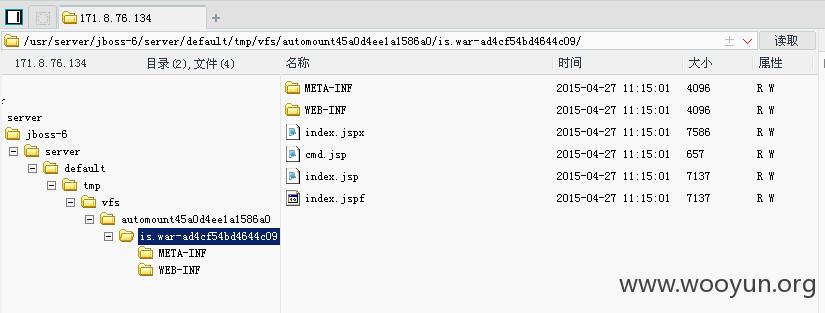 171.8.76.134
/usr/server/jboss-6/server/default/tmp/vfs/automount45a0d4ee1a1586a0/is.war-ad4cf54bd4644c09/ 读取
171.8.76.134 目录(2),文件(4) 名称 时间 大小 属性
META-INF 2015-04-27 11:15:01 4096 R W
WEB-INF 2015-04-27 11:15:01 4096 R W
index.jspx 2015-04-27 11:15:01 7586 R W
cmd.jsp 2015-04-27 11:15:01 657 R W
index.jsp 2015-04-27 11:15:01 7137 R W
index.jspf 2015-04-27 11:15:01 7137 R W
server
jboss-6
server
default
tmp
vfs
automount45a0d4ee1a1586a0
is.war-ad4cf54bd4644c09
META-INF
WEB-INF
www.wooyun.org